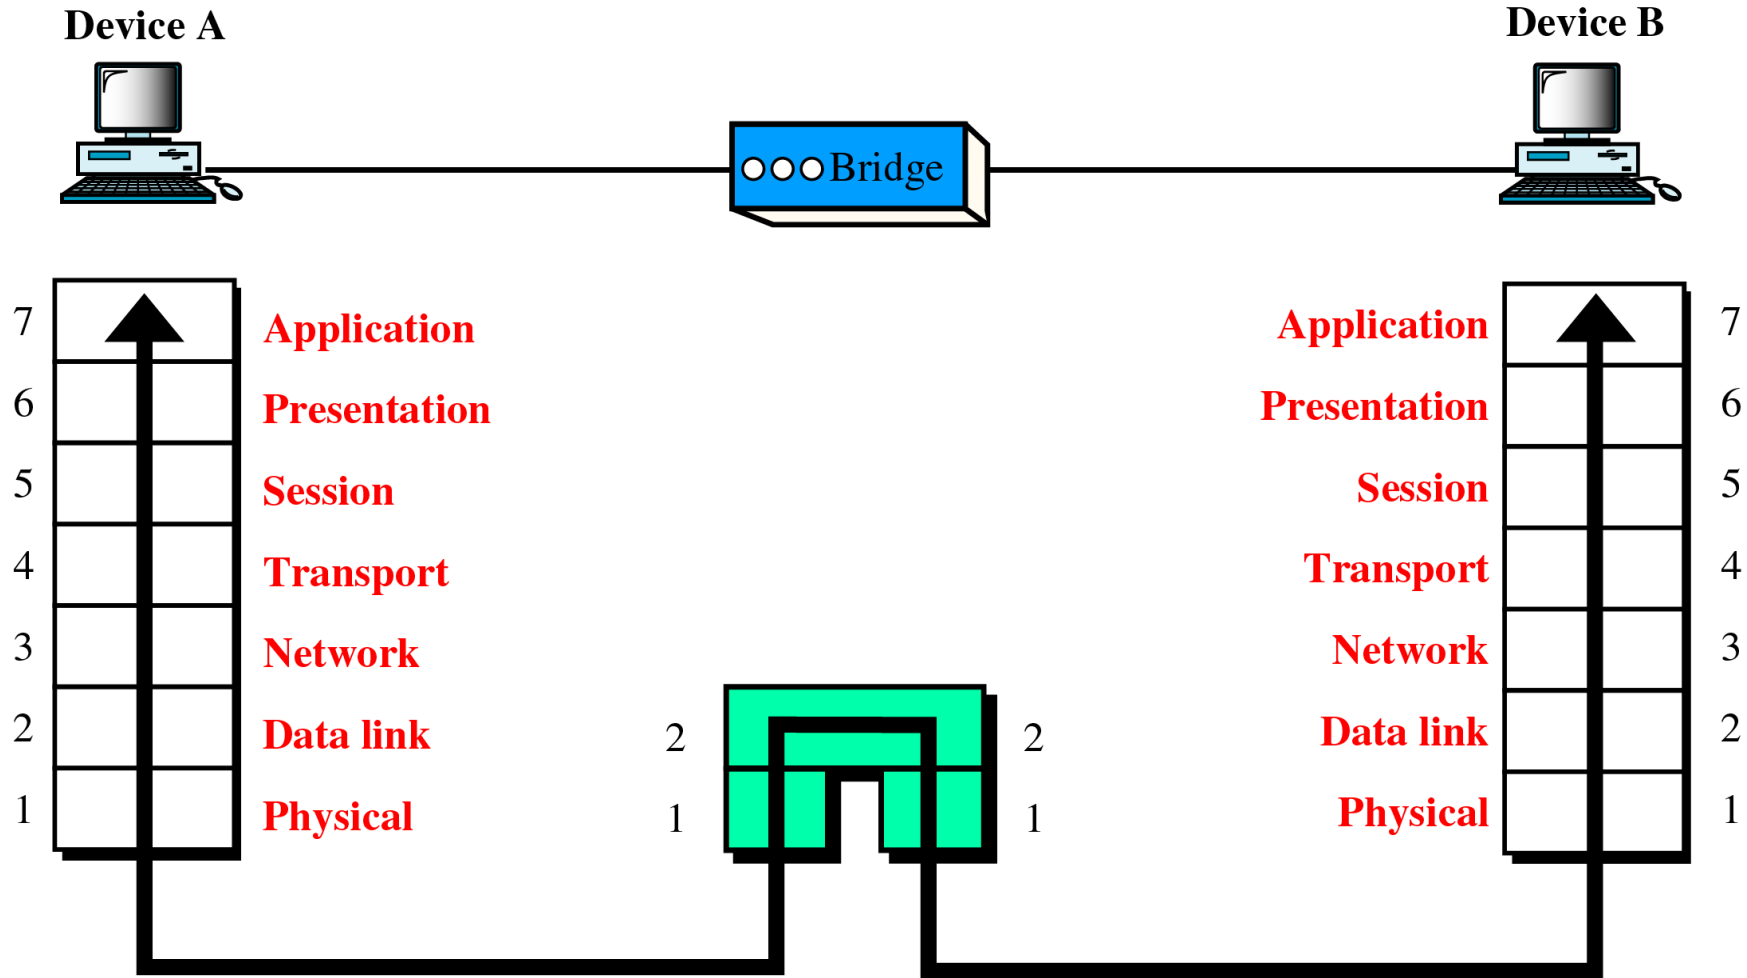 Device A
Device B
Bridge
7 Application
Application 7
6 Presentation
Presentation 6
5 Session
Session 5
4 Transport
Transport 4
3 Network
Network 3
2 Data link
2 2
Data link 2
1 Physical
1 1
Physical 1